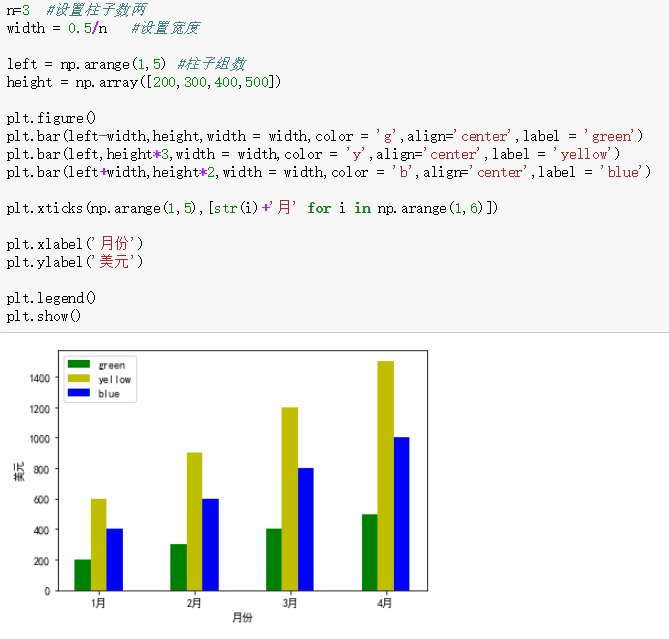 n=3  #设置柱子数两
width = 0.5/n   #设置宽度
left = np.arange(1,5) #柱子组数
height = np.array([200,300,400,500])
plt.figure()
plt.bar(left-width,height,width = width,color = 'g',align='center',label = 'green')
plt.bar(left,height*3,width = width,color = 'y',align='center',label = 'yellow')
plt.bar(left+width,height*2,width = width,color = 'b',align='center',label = 'blue')
plt.xticks(np.arange(1,5),[str(i)+'月' for i in np.arange(1,6)])
plt.xlabel('月份')
plt.ylabel('美元')
plt.legend()
plt.show()
green
yellow
blue
1400
1200
1000
800
600
400
200
0
美元
1月 2月 3月 4月
月份